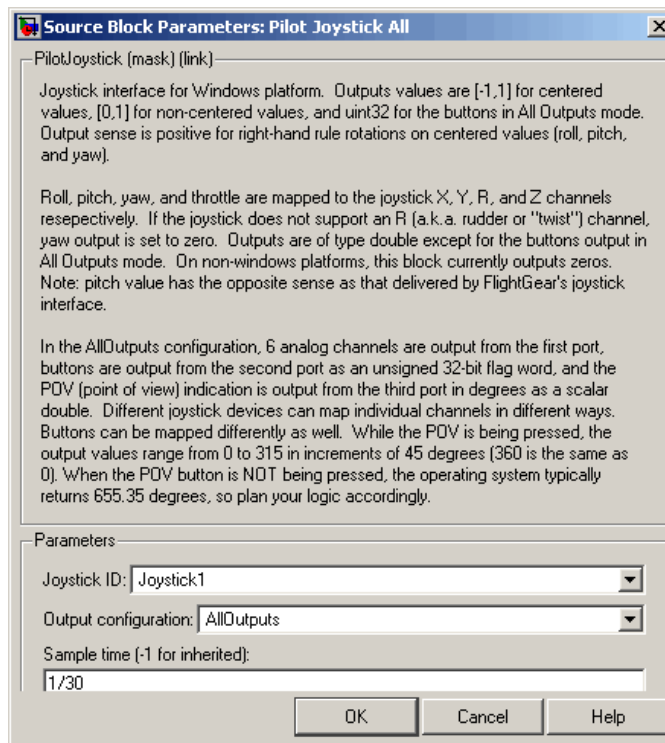 Source Block Parameters: Pilot Joystick All
PilotJoystick (mask) (link)
Joystick interface for Windows platform.  Outputs values are [-1,1] for centered
values, [0,1] for non-centered values, and uint32 for the buttons in All Outputs mode.
Output sense is positive for right-hand rule rotations on centered values (roll, pitch,
and yaw).
Roll, pitch, yaw, and throttle are mapped to the joystick X, Y, R, and Z channels
resepectively.  If the joystick does not support an R (a.k.a. rudder or "twist") channel,
yaw output is set to zero.  Outputs are of type double except for the buttons output in
All Outputs mode.  On non-windows platforms, this block currently outputs zeros.
Note: pitch value has the opposite sense as that delivered by FlightGear's joystick
interface.
In the AllOutputs configuration, 6 analog channels are output from the first port,
buttons are output from the second port as an unsigned 32-bit flag word, and the
POV (point of view) indication is output from the third port in degrees as a scalar
double.  Different joystick devices can map individual channels in different ways.
Buttons can be mapped differently as well.  While the POV is being pressed, the
output values range from 0 to 315 in increments of 45 degrees (360 is the same as
0). When the POV button is NOT being pressed, the operating system typically
returns 655.35 degrees, so plan your logic accordingly.
Parameters
Joystick ID: Joystick1
Output configuration: AllOutputs
Sample time (-1 for inherited):
1/30
OK Cancel Help